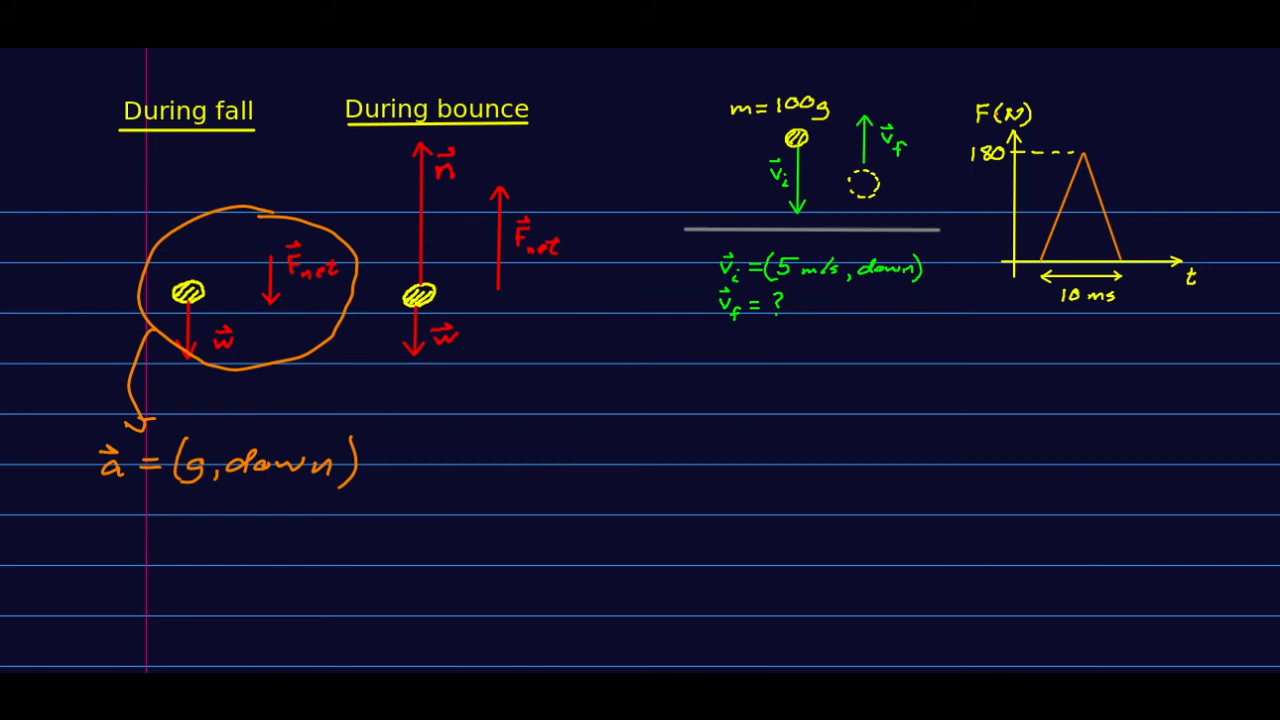 During fall
During bounce
n⃗
F⃗net
w⃗
F⃗net
w⃗
a⃗ = (g, down)
m = 100g
v⃗i
v⃗f
v⃗i = (5 m/s, down)
v⃗f = ?
F(N)
180
10 ms
t